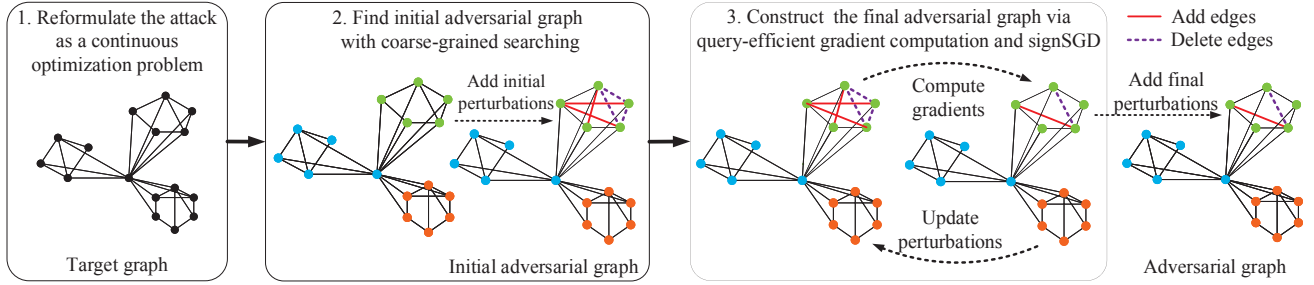 1. Reformulate the attack
as a continuous
optimization problem
Target graph
2. Find initial adversarial graph
with coarse-grained searching
Add initial
perturbations
Initial adversarial graph
3. Construct the final adversarial graph via
query-efficient gradient computation and signSGD
Compute
gradients
Update
perturbations
Add edges
Delete edges
Add final
perturbations
Adversarial graph